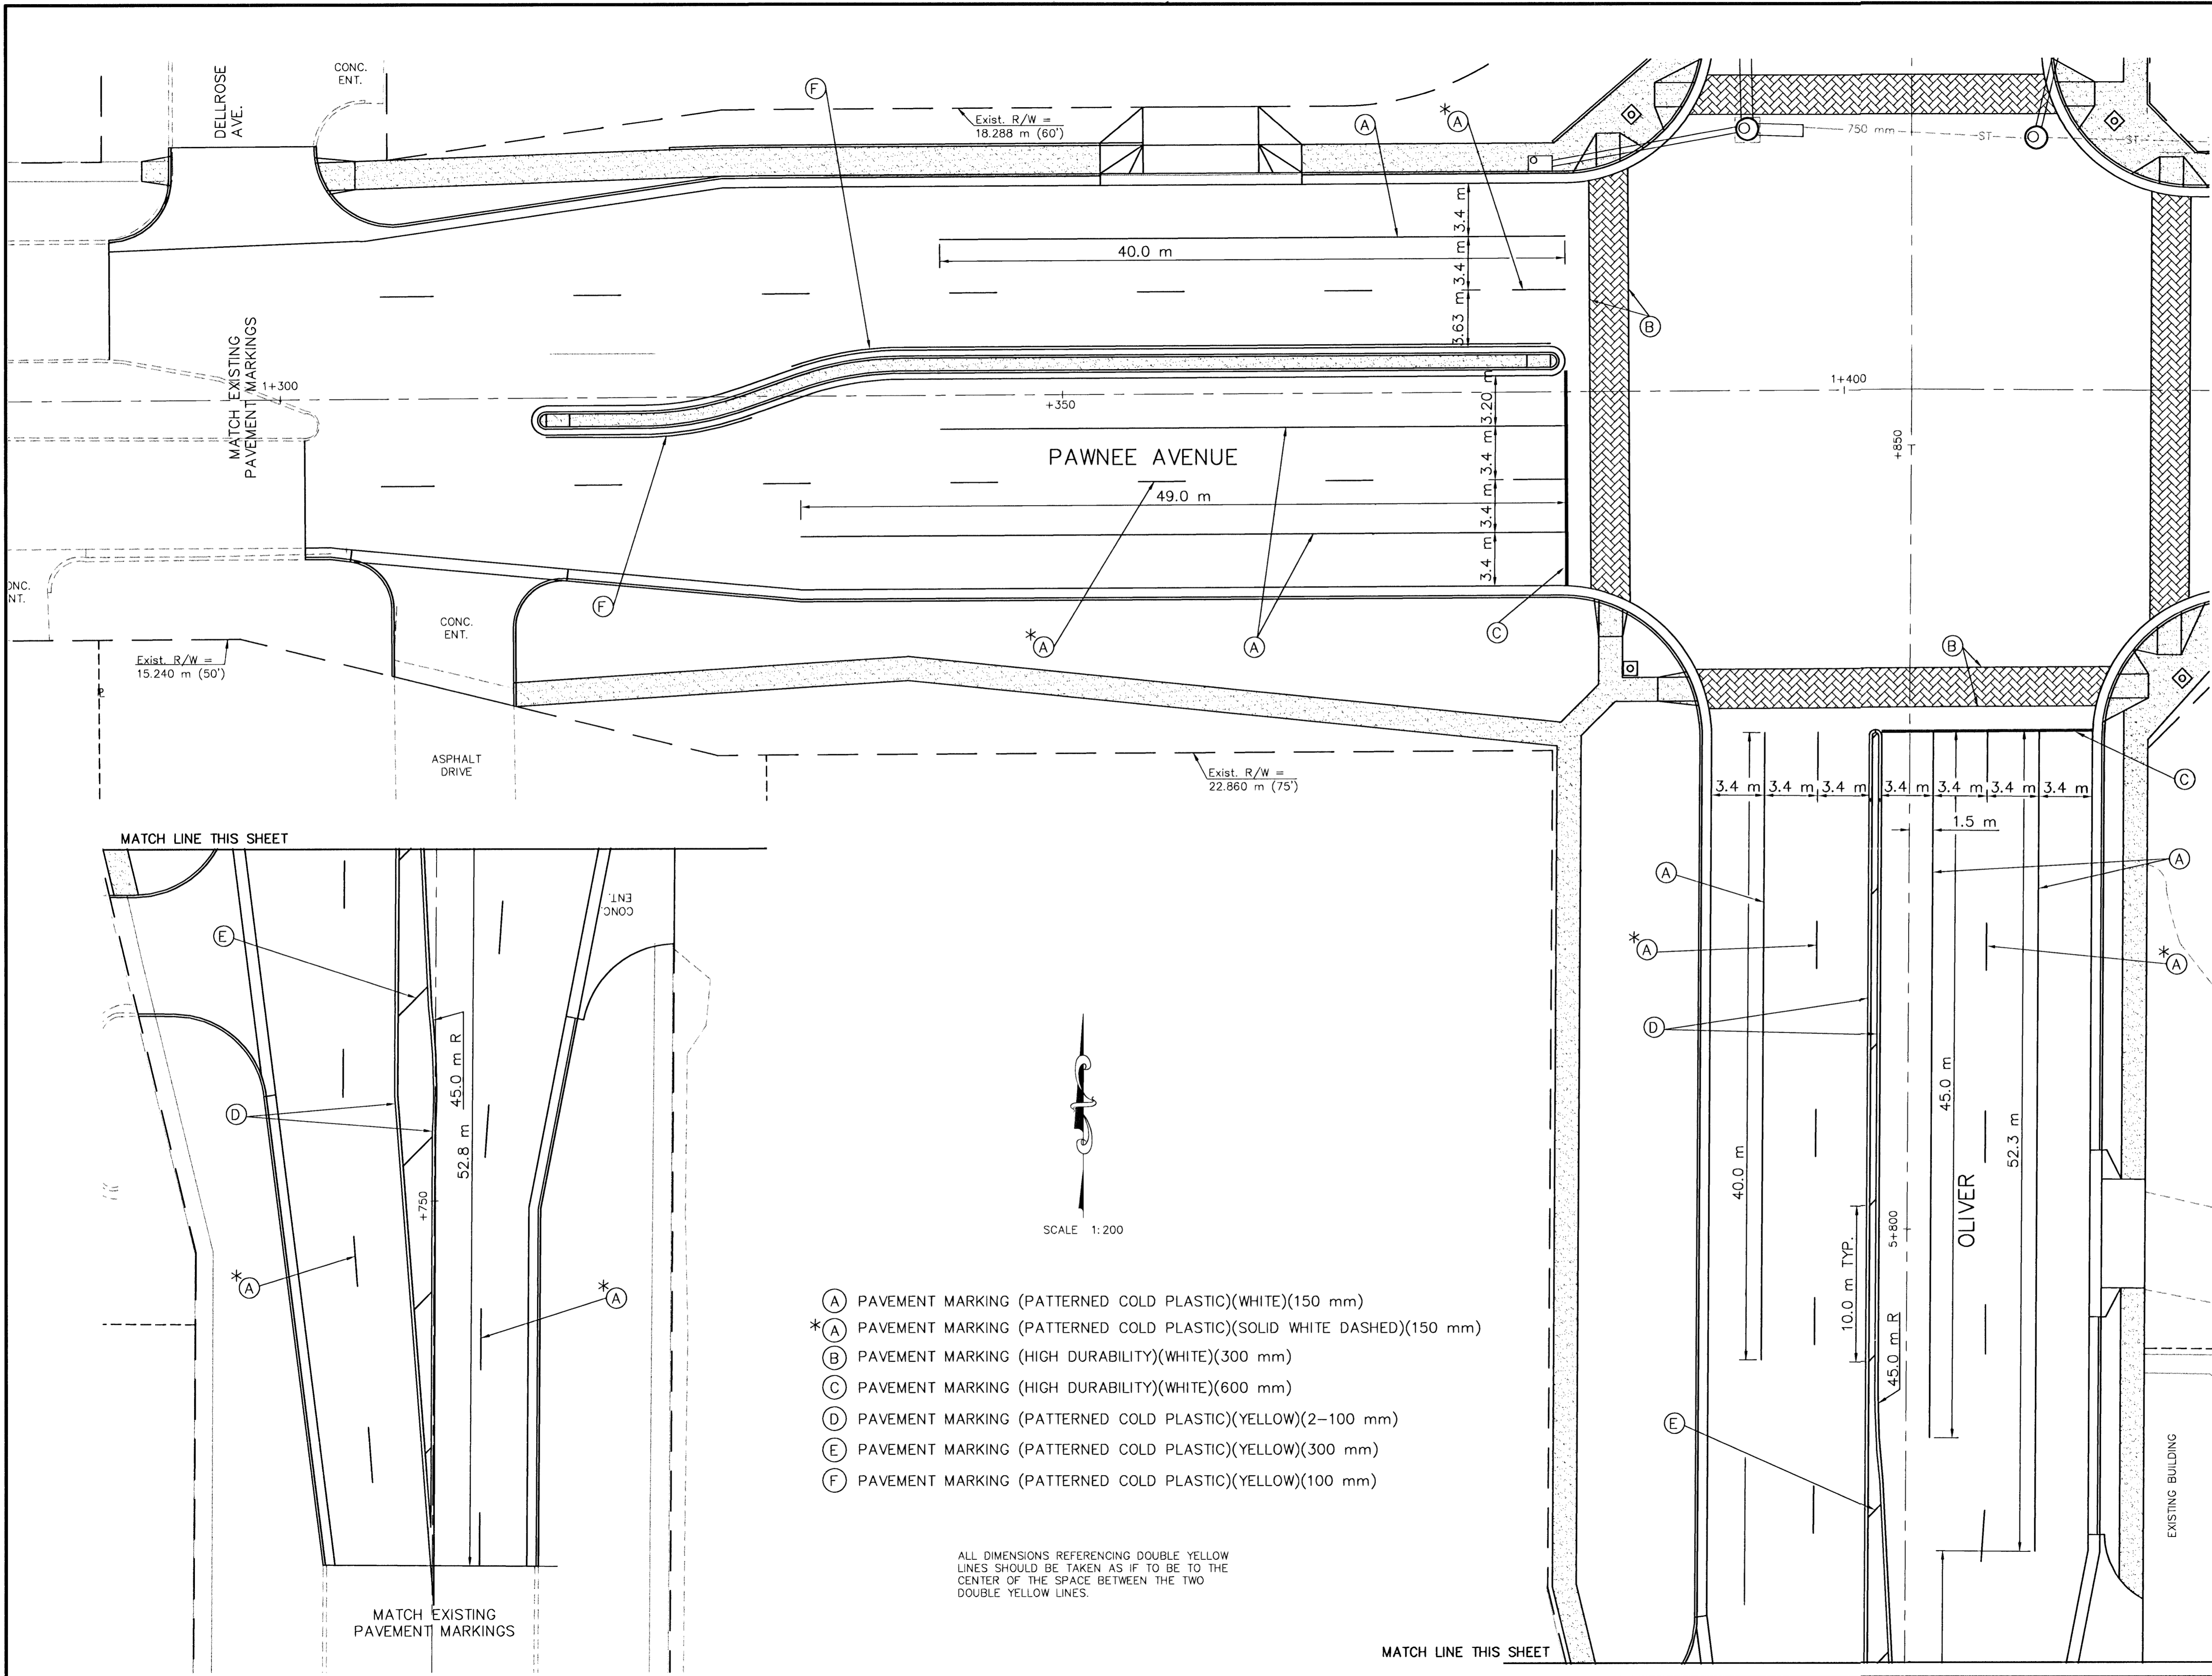 DELLROSE
AVE.
CONC.
ENT.
F
Exist. R/W =
18.288 m (60')
A
*A
750 mm
ST
ST
3.4 m
3.4 m
3.63 m
40.0 m
B
MATCH EXISTING
PAVEMENT MARKINGS
1+300
+350
1+400
+850
3.20 m
3.4 m
3.4 m
3.4 m
PAWNEE AVENUE
49.0 m
F
*A
A
C
CONC.
ENT.
Exist. R/W =
15.240 m (50')
ASPHALT
DRIVE
Exist. R/W =
22.860 m (75')
B
C
3.4 m
3.4 m
3.4 m
3.4 m
3.4 m
3.4 m
3.4 m
1.5 m
A
A
*A
*A
D
40.0 m
45.0 m
52.3 m
10.0 m TYP.
5+800
OLIVER
45.0 m R
E
EXISTING BUILDING
MATCH LINE THIS SHEET
MATCH LINE THIS SHEET
CONC.
ENT.
E
D
45.0 m R
52.8 m
+750
*A
*A
MATCH EXISTING
PAVEMENT MARKINGS
SCALE 1:200
A PAVEMENT MARKING (PATTERNED COLD PLASTIC)(WHITE)(150 mm)
*A PAVEMENT MARKING (PATTERNED COLD PLASTIC)(SOLID WHITE DASHED)(150 mm)
B PAVEMENT MARKING (HIGH DURABILITY)(WHITE)(300 mm)
C PAVEMENT MARKING (HIGH DURABILITY)(WHITE)(600 mm)
D PAVEMENT MARKING (PATTERNED COLD PLASTIC)(YELLOW)(2-100 mm)
E PAVEMENT MARKING (PATTERNED COLD PLASTIC)(YELLOW)(300 mm)
F PAVEMENT MARKING (PATTERNED COLD PLASTIC)(YELLOW)(100 mm)
ALL DIMENSIONS REFERENCING DOUBLE YELLOW
LINES SHOULD BE TAKEN AS IF TO BE TO THE
CENTER OF THE SPACE BETWEEN THE TWO
DOUBLE YELLOW LINES.